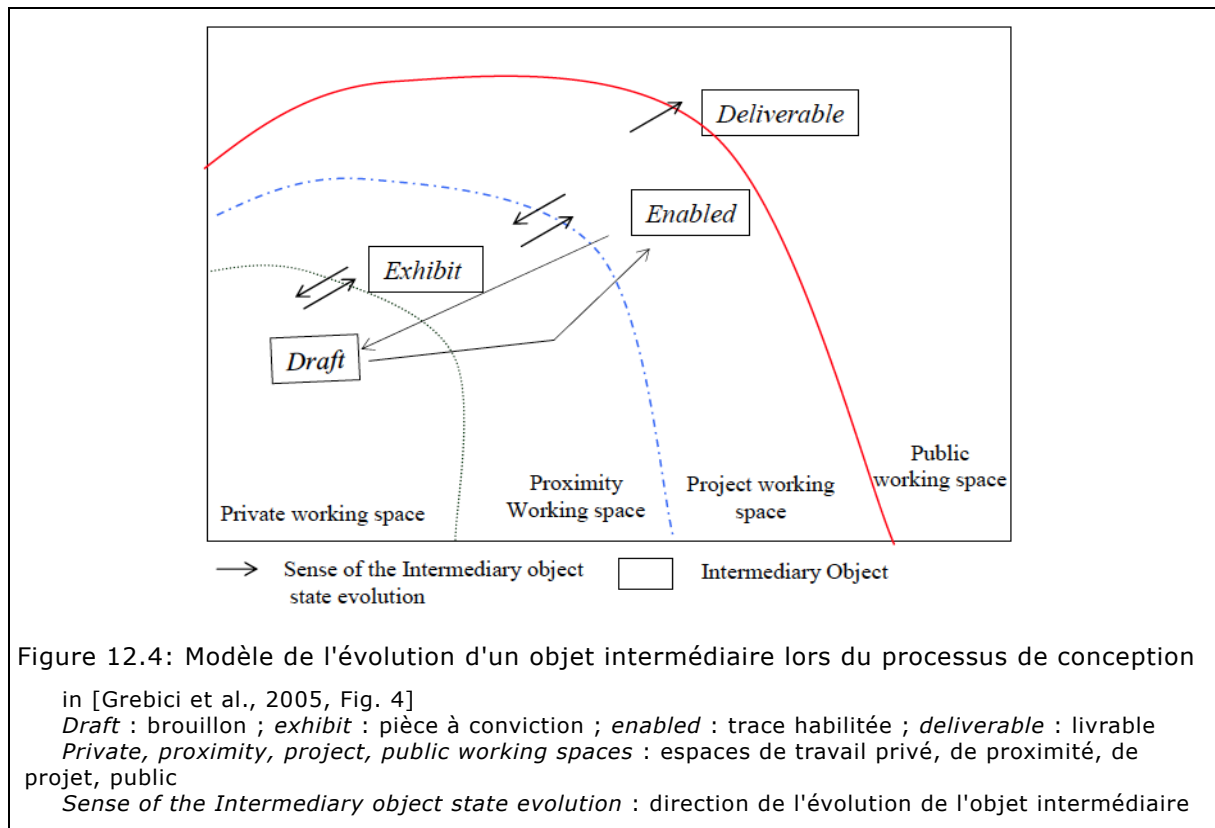 Deliverable
Enabled
Exhibit
Draft
Private working space
Proximity
Working space
Project working
space
Public
working space
Sense of the Intermediary object
state evolution
Intermediary Object
Figure 12.4: Modèle de l'évolution d'un objet intermédiaire lors du processus de conception
in [Grebici et al., 2005, Fig. 4]
Draft : brouillon ; exhibit : pièce à conviction ; enabled : trace habilitée ; deliverable : livrable
Private, proximity, project, public working spaces : espaces de travail privé, de proximité, de
projet, public
Sense of the Intermediary object state evolution : direction de l'évolution de l'objet intermédiaire